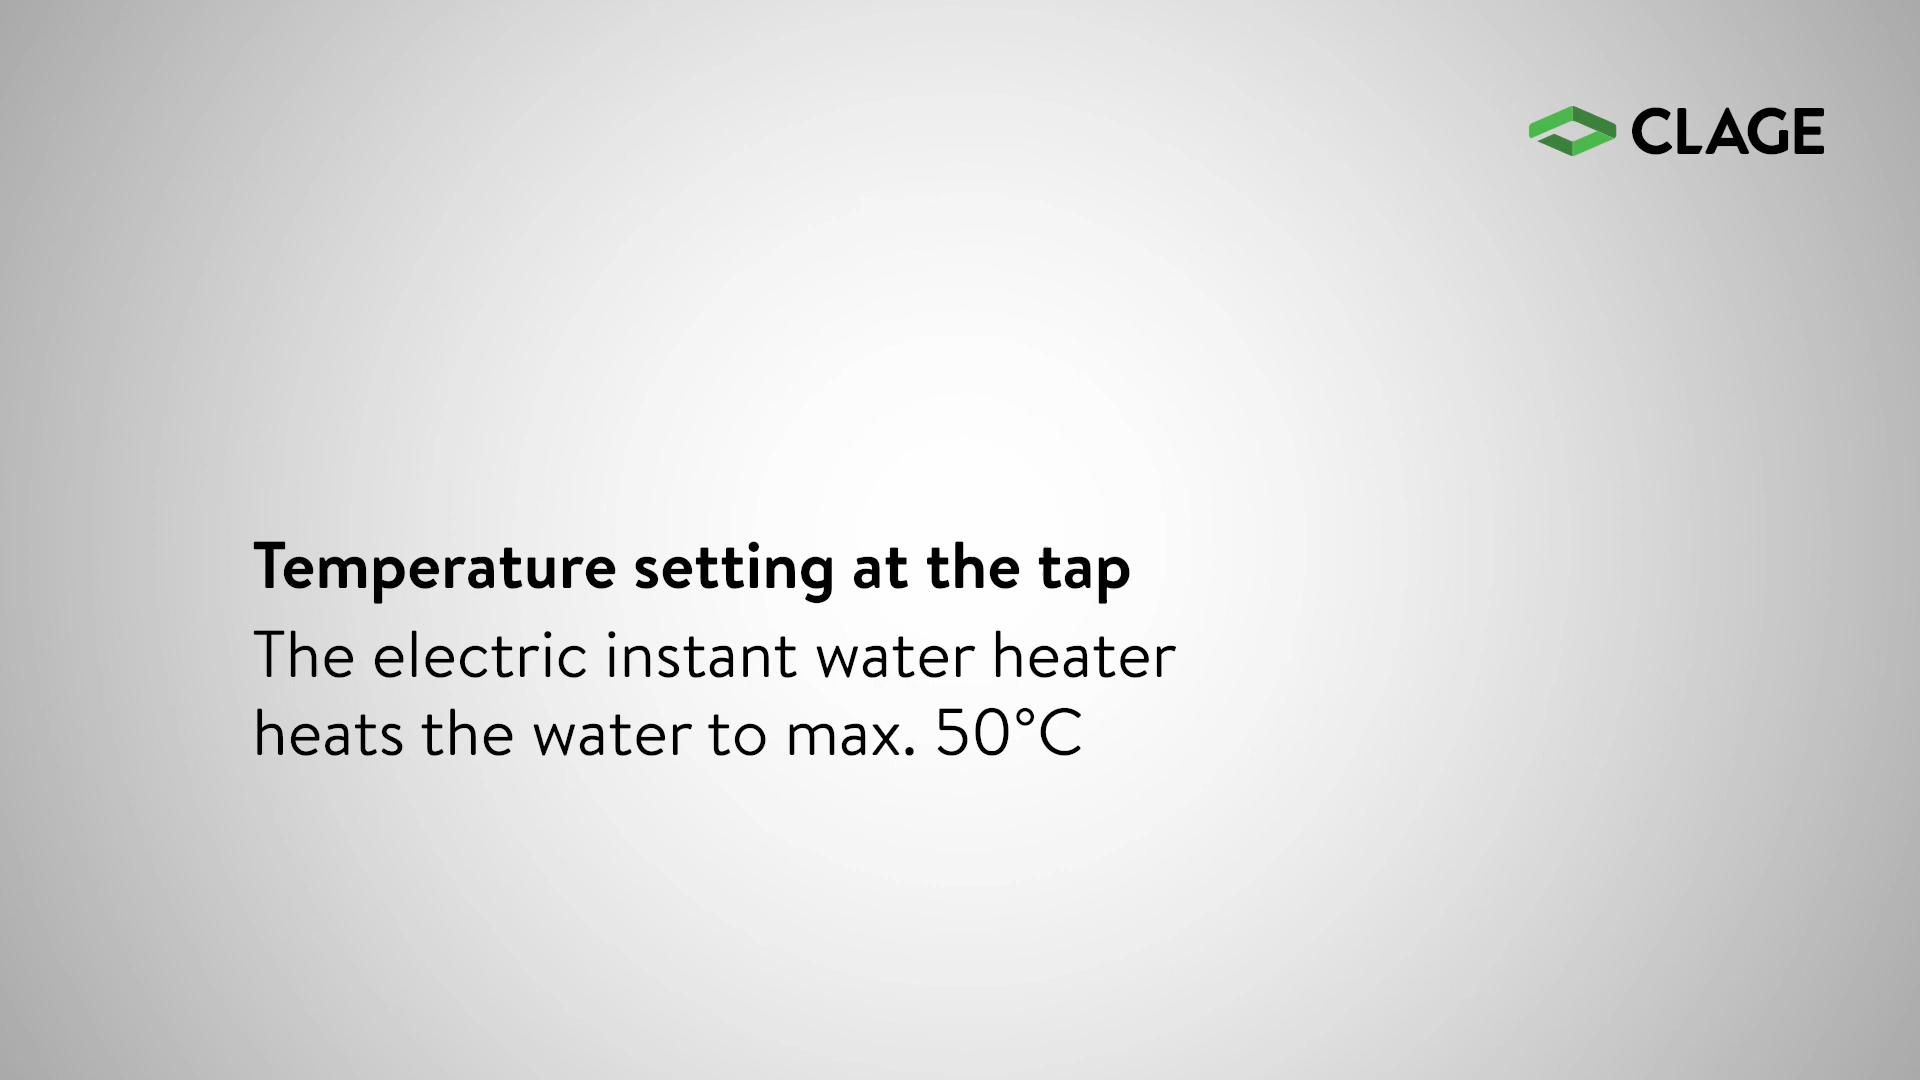 CLAGE
Temperature setting at the tap
The electric instant water heater
heats the water to max. 50°C